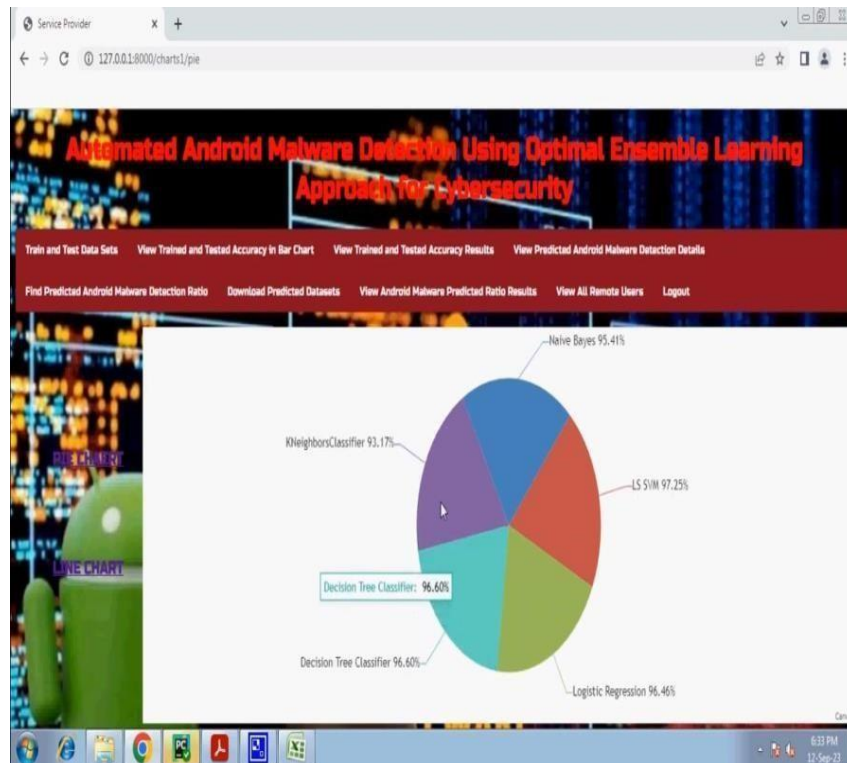 Service Provider
127.0.0.1:8000/charts1/pie
Automated Android Malware Detection Using Optimal Ensemble Learning
Approach for Cybersecurity
Train and Test Data Sets View Trained and Tested Accuracy in Bar Chart View Trained and Tested Accuracy Results View Predicted Android Malware Detection Details
Find Predicted Android Malware Detection Ratio Download Predicted Datasets View Android Malware Predicted Ratio Results View All Remote Users Logout
Naive Bayes 95.41%
KNeighborsClassifier 93.17%
PIE CHART
LS SVM 97.25%
LINE CHART
Decision Tree Classifier: 96.60%
Decision Tree Classifier 96.60%
Logistic Regression 96.46%
Can
PC
6:33 PM
12-Sep-23